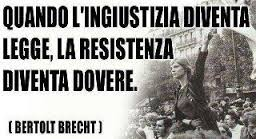 QUANDO L'INGIUSTIZIA DIVENTA
LEGGE, LA RESISTENZA
DIVENTA DOVERE.
( BERTOLT BRECHT )